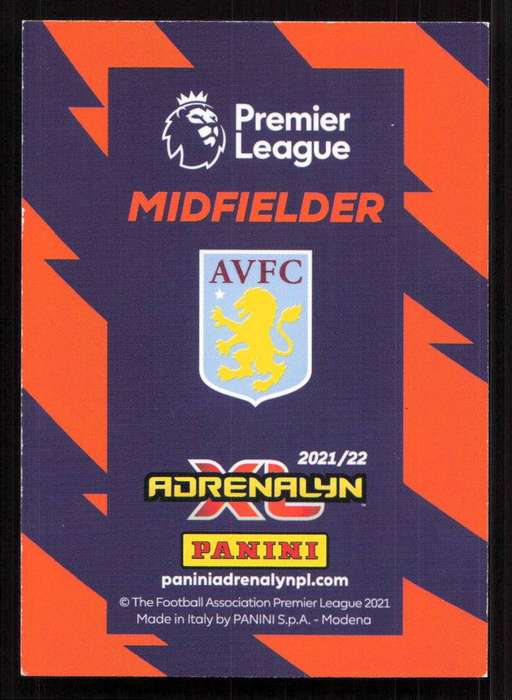 Premier
League
MIDFIELDER
AVFC
2021/22
XL
ADRENALYN
PANINI
paniniadrenalynpl.com
© The Football Association Premier League 2021
Made in Italy by PANINI S.p.A. - Modena